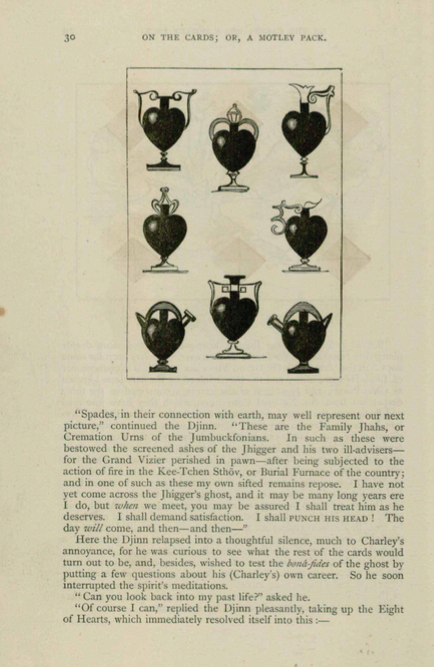 30
ON THE CARDS; OR, A MOTLEY PACK.
"Spades, in their connection with earth, may well represent our next
picture," continued the Djinn. "These are the Family Jhahs, or
Cremation Urns of the Jumbuckfonians. In such as these were
bestowed the screened ashes of the Jhigger and his two ill-advisers—
for the Grand Vizier perished in pawn—after being subjected to the
action of fire in the Kee-Tchen Sthöv, or Burial Furnace of the country;
and in one of such as these my own sifted remains repose. I have not
yet come across the Jhigger's ghost, and it may be many long years ere
I do, but when we meet, you may be assured I shall treat him as he
deserves. I shall demand satisfaction. I shall PUNCH HIS HEAD! The
day will come, and then—and then—"
Here the Djinn relapsed into a thoughtful silence, much to Charley's
annoyance, for he was curious to see what the rest of the cards would
turn out to be, and, besides, wished to test the bonâ-fides of the ghost by
putting a few questions about his (Charley's) own career. So he soon
interrupted the spirit's meditations.
"Can you look back into my past life?" asked he.
"Of course I can," replied the Djinn pleasantly, taking up the Eight
of Hearts, which immediately resolved itself into this:—